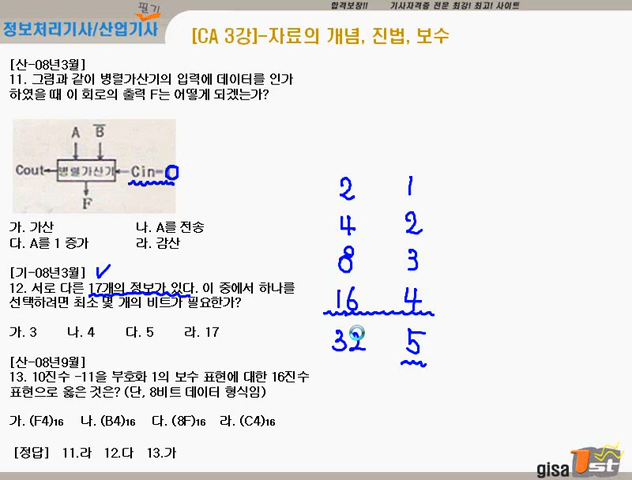 합격보장!! 기사자격증 전문 최강! 최고! 사이트
필기
정보처리기사/산업기사
[CA 3강]-자료의 개념, 진법, 보수
[산-08년3월]
11. 그림과 같이 병렬가산기의 입력에 데이터를 인가
하였을 때 이 회로의 출력 F는 어떻게 되겠는가?
A B̅
Cout 병렬가산기 Cin=0
F
가. 가산 나. A를 전송
다. A를 1 증가 라. 감산
[기-08년3월]
12. 서로 다른 17개의 정보가 있다. 이 중에서 하나를
선택하려면 최소 몇 개의 비트가 필요한가?
가. 3 나. 4 다. 5 라. 17
[산-08년9월]
13. 10진수 -11을 부호화 1의 보수 표현에 대한 16진수
표현으로 옳은 것은? (단, 8비트 데이터 형식임)
가. (F4)₁₆ 나. (B4)₁₆ 다. (8F)₁₆ 라. (C4)₁₆
[정답] 11.라 12.다 13.가
2 1
4 2
8 3
16 4
32 5
gisa 1st